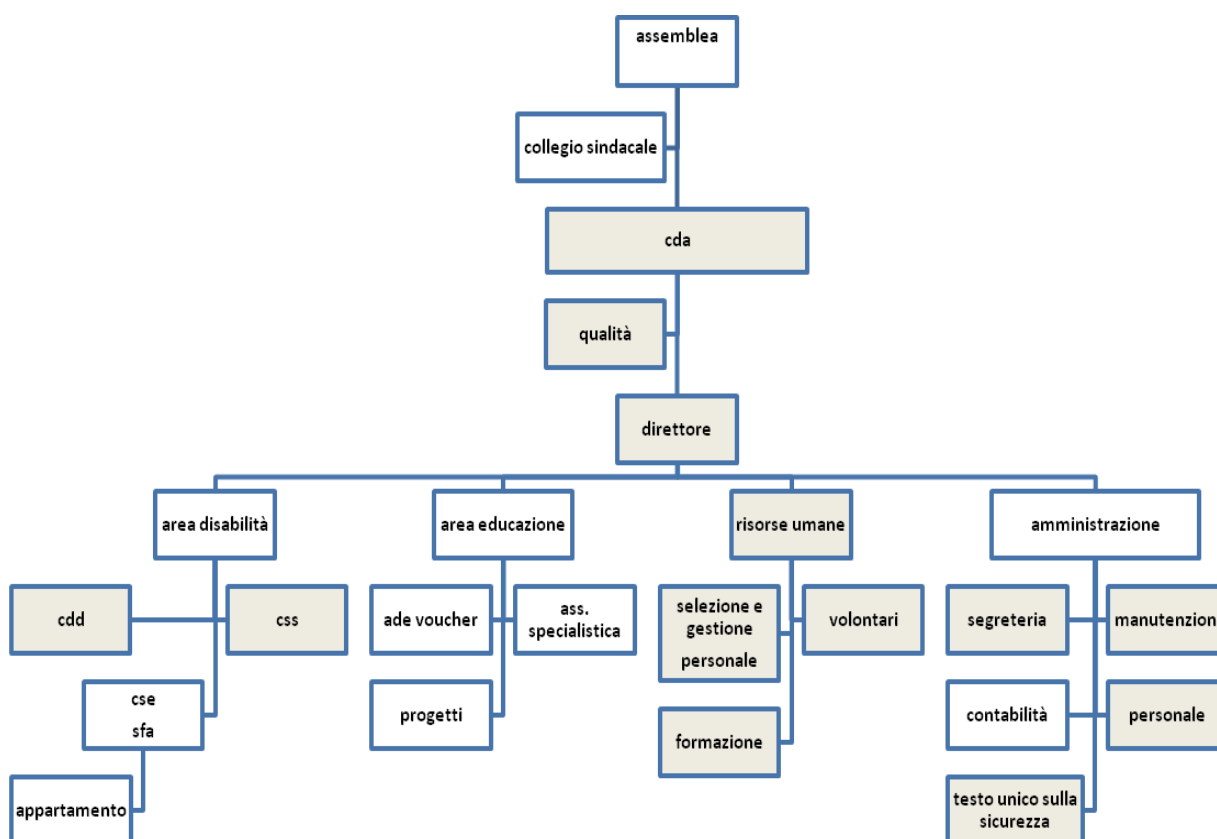 assemblea
collegio sindacale
cda
qualità
direttore
area disabilità
area educazione
risorse umane
amministrazione
cdd
css
ade voucher
ass.
specialistica
selezione e
gestione
personale
volontari
segreteria
manutenzion
cse
sfa
progetti
formazione
contabilità
personale
appartamento
testo unico sulla
sicurezza